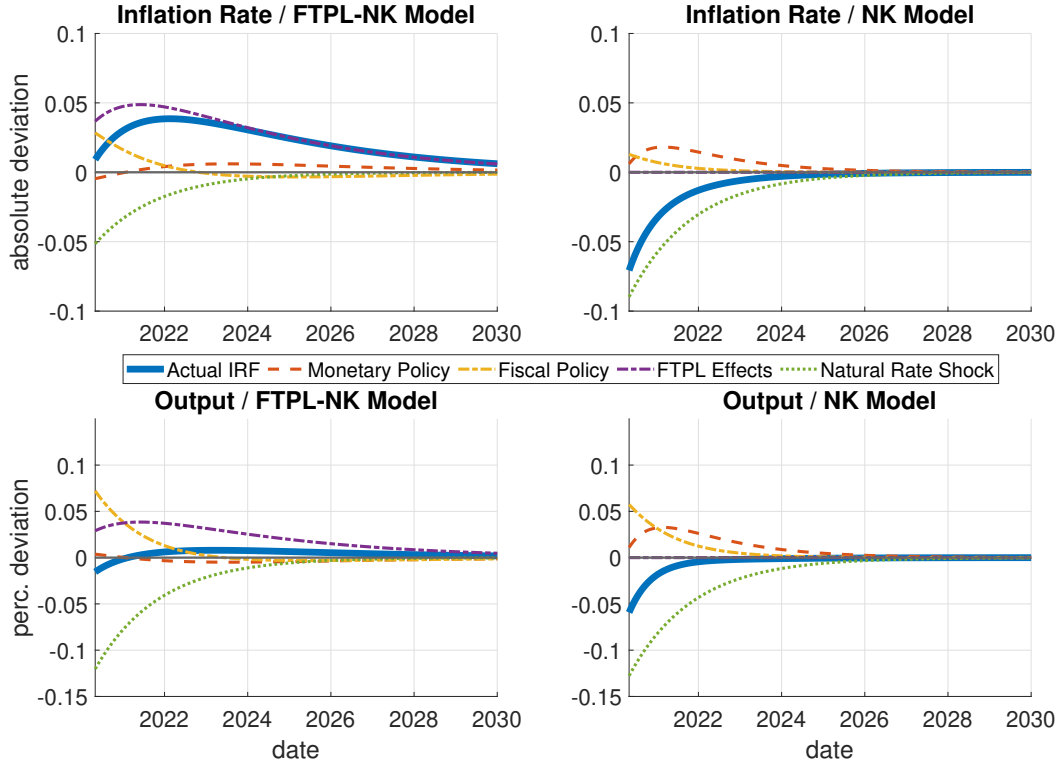 Inflation Rate / FTPL-NK Model
Inflation Rate / NK Model
absolute deviation
0.1
0.05
0
-0.05
-0.1
2022 2024 2026 2028 2030
0.1
0.05
0
-0.05
-0.1
2022 2024 2026 2028 2030
Actual IRF Monetary Policy Fiscal Policy FTPL Effects Natural Rate Shock
Output / FTPL-NK Model
Output / NK Model
perc. deviation
0.1
0.05
0
-0.05
-0.1
-0.15
2022 2024 2026 2028 2030
date
0.1
0.05
0
-0.05
-0.1
-0.15
2022 2024 2026 2028 2030
date